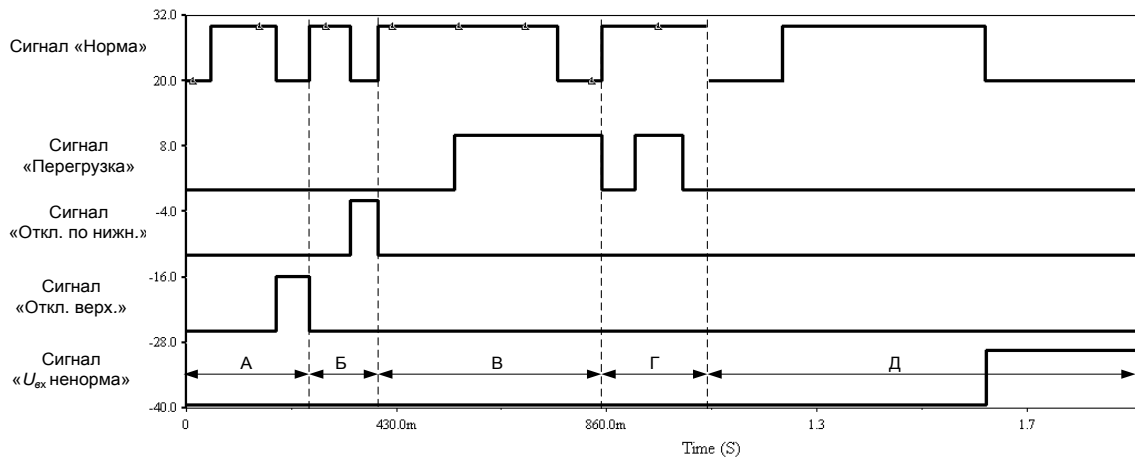 32.0
Сигнал «Норма»
20.0
Сигнал
«Перегрузка»
8.0
Сигнал
«Откл. по нижн.»
-4.0
Сигнал
«Откл. верх.»
-16.0
Сигнал
«Uвх ненорма»
-28.0
А
Б
В
Г
Д
-40.0
0
430.0m
860.0m
1.3
1.7
Time (S)